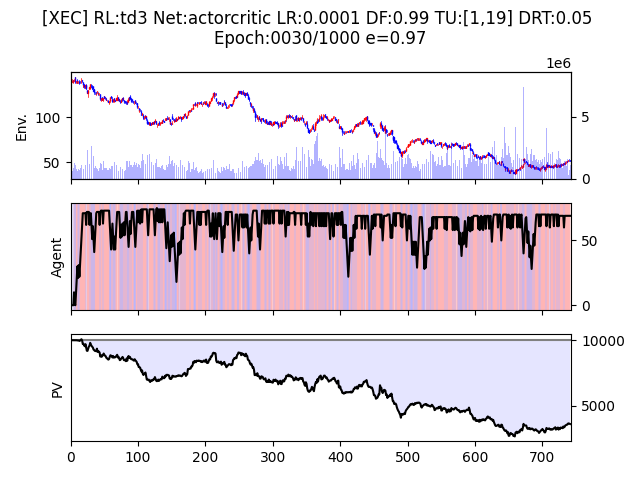 [XEC] RL:td3 Net:actorcritic LR:0.0001 DF:0.99 TU:[1,19] DRT:0.05
Epoch:0030/1000 e=0.97
1e6
Env.
100
50
5
0
Agent
50
0
PV
10000
5000
0 100 200 300 400 500 600 700